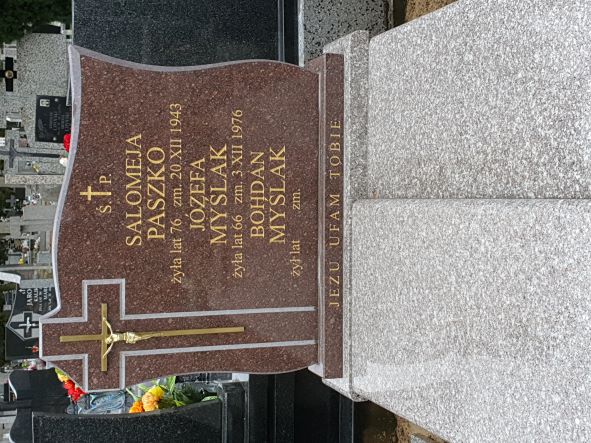 Ś. P.
SALOMEJA
PASZKO
żyła lat 76 zm. 20 XII 1943
JÓZEFA
MYŚLAK
żyła lat 66 zm. 3 XII 1976
BOHDAN
MYŚLAK
żył lat zm.
JEZU UFAM TOBIE